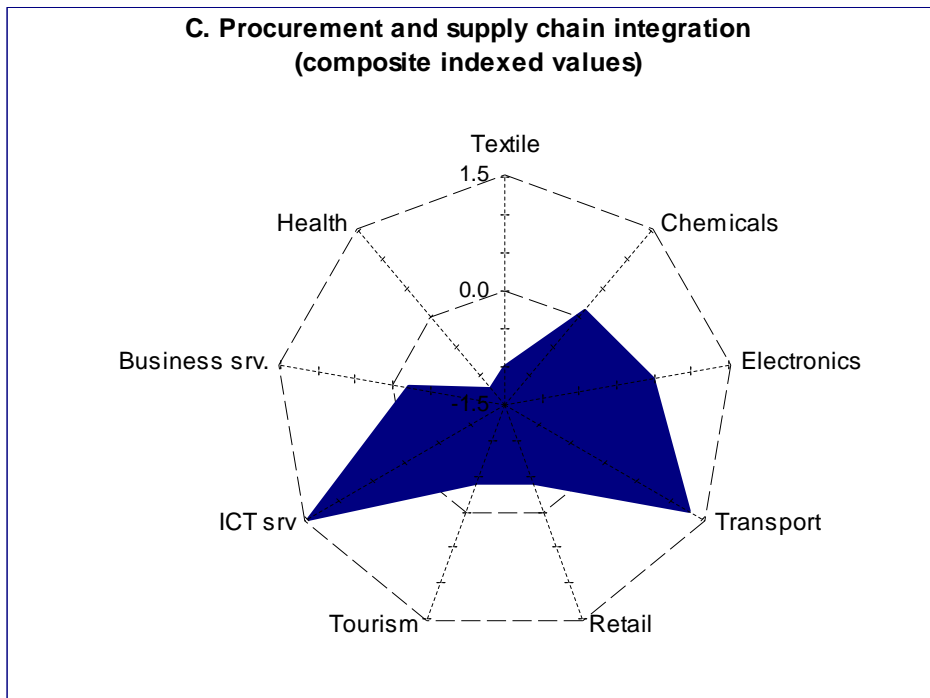 C. Procurement and supply chain integration
(composite indexed values)
Textile
1.5
Health
Chemicals
0.0
Business srv.
Electronics
-1.5
ICT srv
Transport
Tourism
Retail